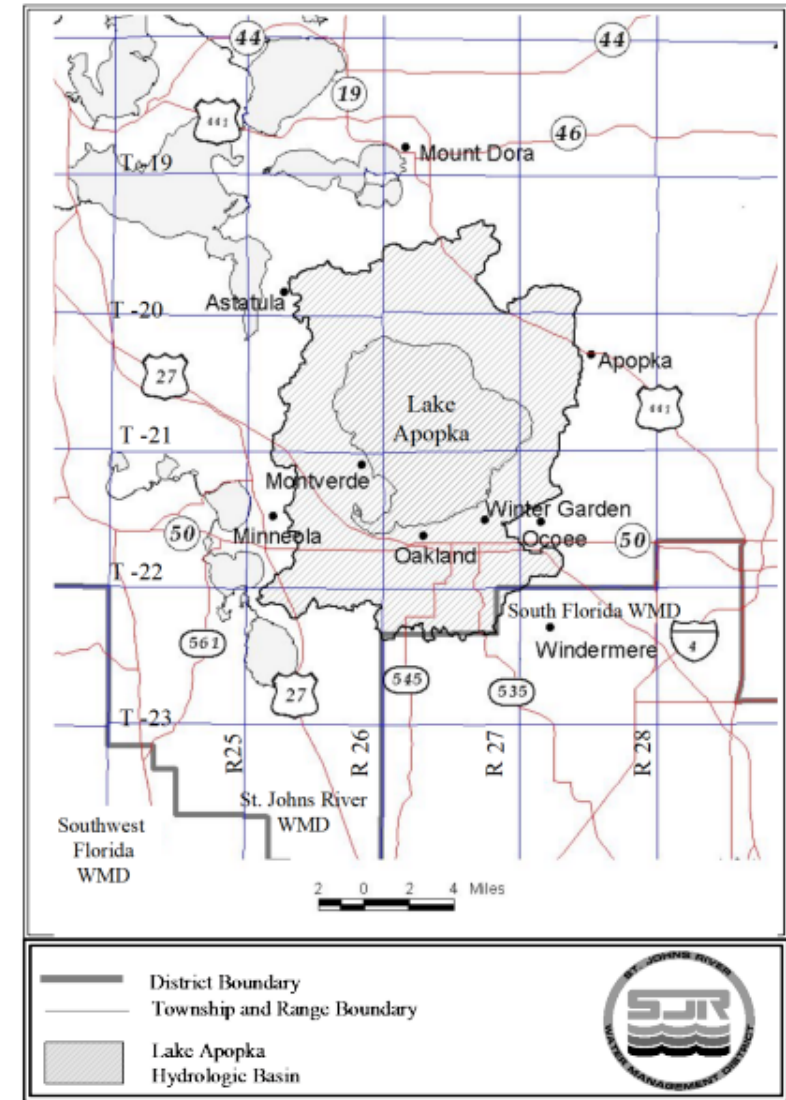 44
44
19
441
46
Mount Dora
T - 19
Astatula
T -20
Apopka
27
441
Lake
Apopka
T -21
Montverde
Winter Garden
Minneola
Ocoee
50
50
Oakland
T -22
South Florida WMD
561
Windermere
4
545
27
535
T -23
R25
R 26
R 27
R 28
St. Johns River
WMD
Southwest
Florida
WMD
2 0 2 4 Miles
District Boundary
Township and Range Boundary
Lake Apopka
Hydrologic Basin
ST. JOHNS RIVER
SJR
WATER MANAGEMENT DISTRICT